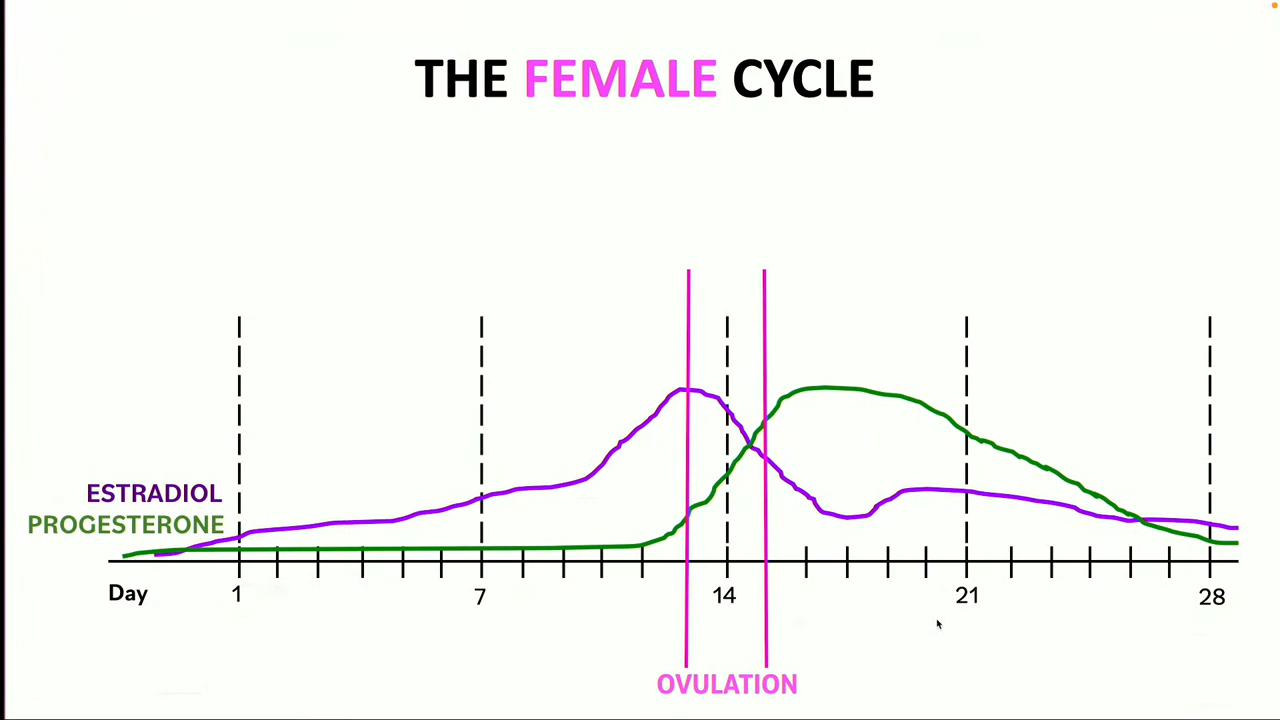 THE FEMALE CYCLE
ESTRADIOL
PROGESTERONE
Day 1 7 14 21 28
OVULATION